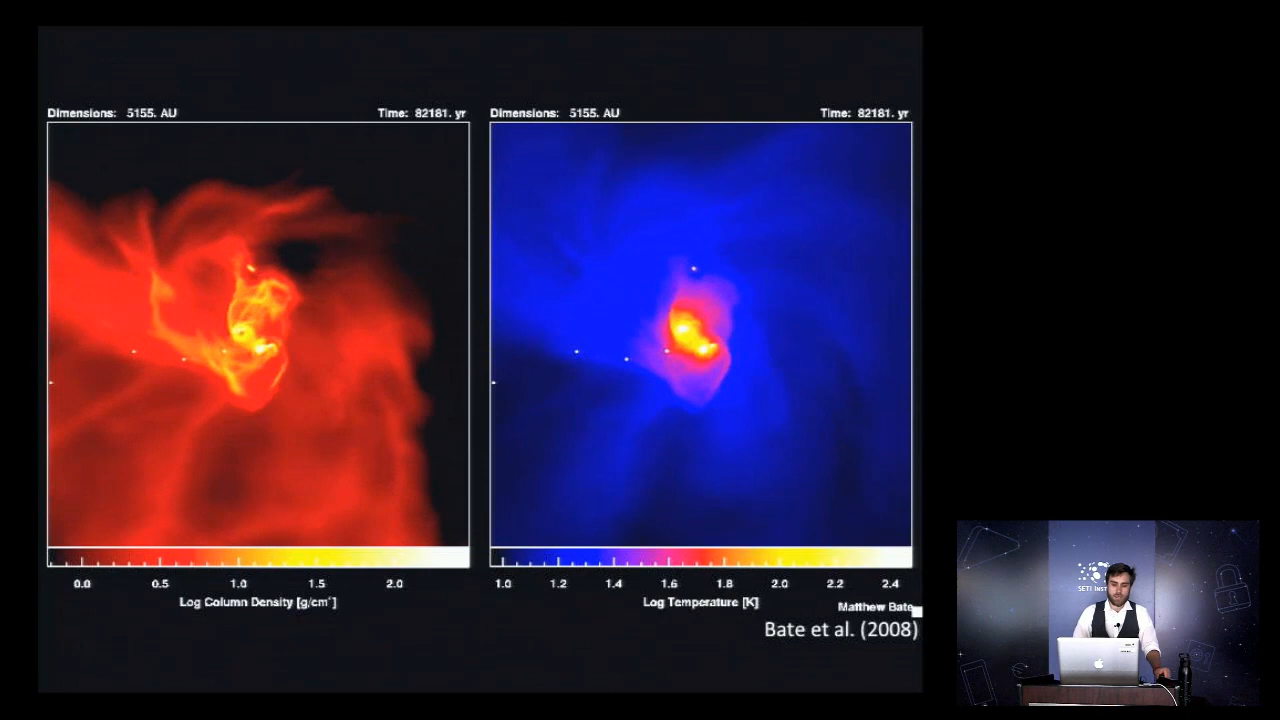 Dimensions: 5155. AU Time: 82181. yr
Dimensions: 5155. AU Time: 82181. yr
0.0 0.5 1.0 1.5 2.0
Log Column Density [g/cm²]
1.0 1.2 1.4 1.6 1.8 2.0 2.2 2.4
Log Temperature [K]
Matthew Bate
Bate et al. (2008)
SETI INST